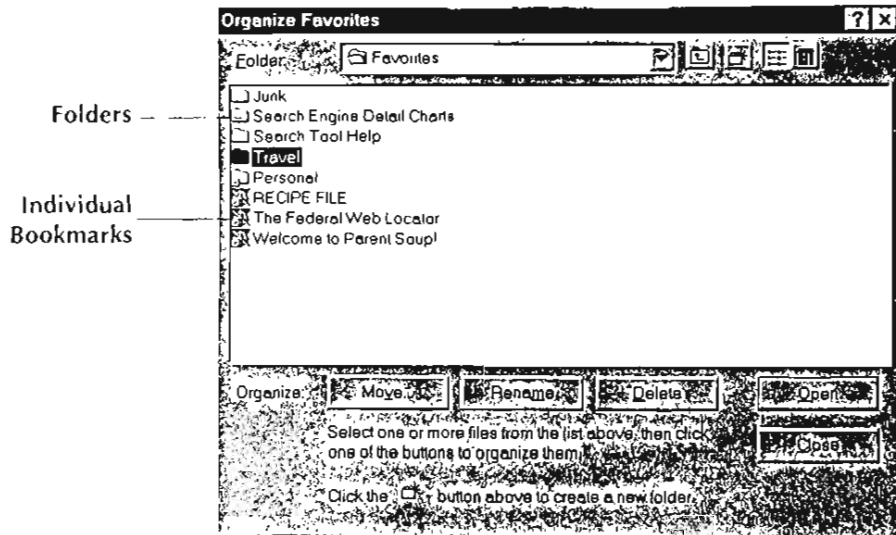 Organize Favorites
? ×
Folder: Favorites
Junk
Folders
Search Engine Detail Charts
Search Tool Help
Travel
Personal
RECIPE FILE
Individual
Bookmarks
The Federal Web Locator
Welcome to Parent Soup!
Organize: Move... Rename Delete Open
Close
Select one or more files from the list above, then click
one of the buttons to organize them.
Click the button above to create a new folder.